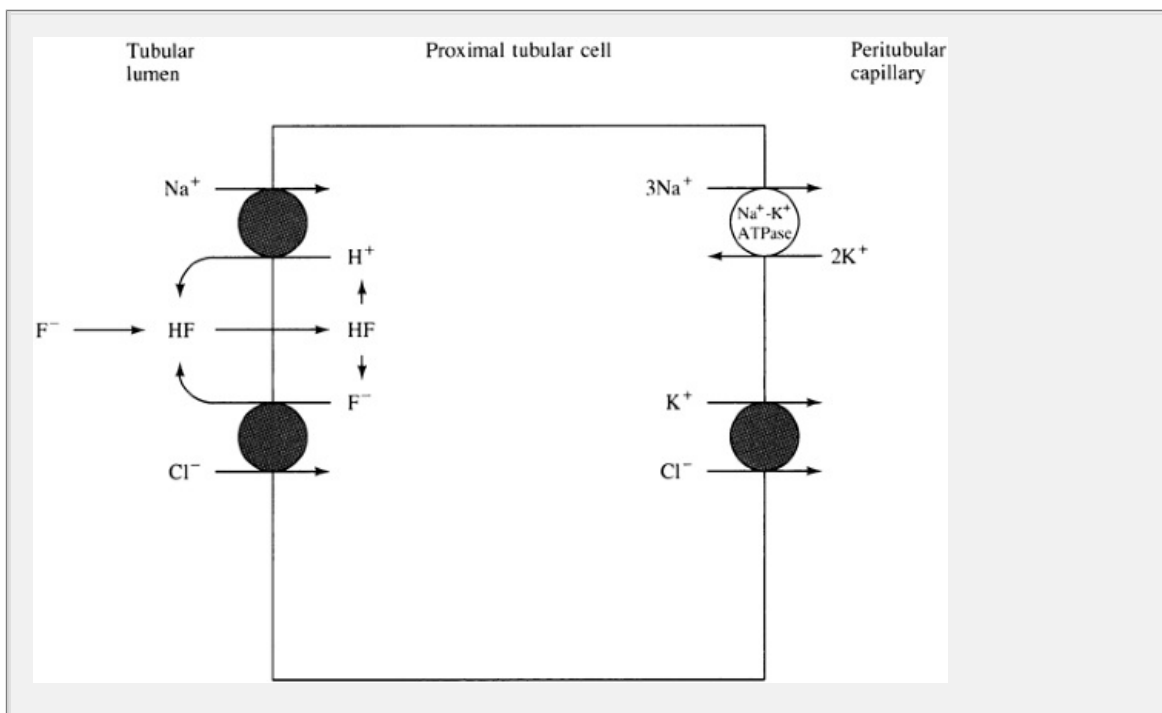 Tubular
lumen
Proximal tubular cell
Peritubular
capillary
Na⁺
3Na⁺
Na⁺-K⁺
ATPase
H⁺
2K⁺
F⁻
HF
HF
F⁻
K⁺
Cl⁻
Cl⁻